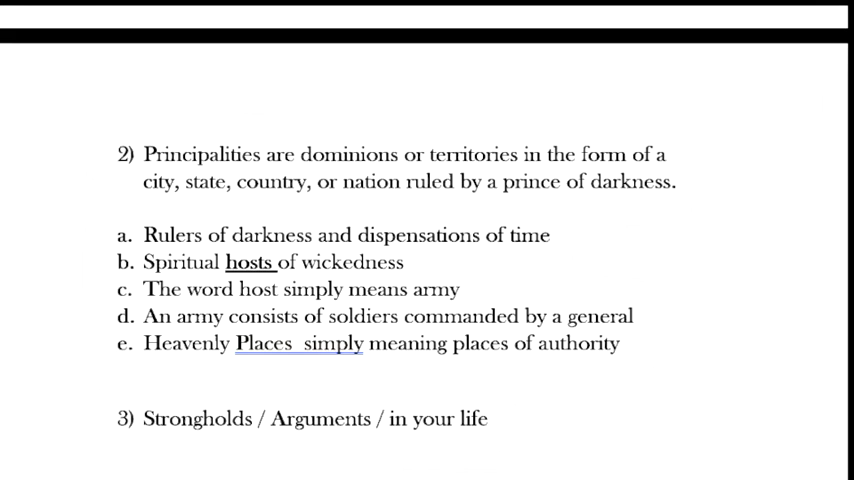 2) Principalities are dominions or territories in the form of a
city, state, country, or nation ruled by a prince of darkness.
a. Rulers of darkness and dispensations of time
b. Spiritual hosts of wickedness
c. The word host simply means army
d. An army consists of soldiers commanded by a general
e. Heavenly Places  simply meaning places of authority
3) Strongholds / Arguments / in your life